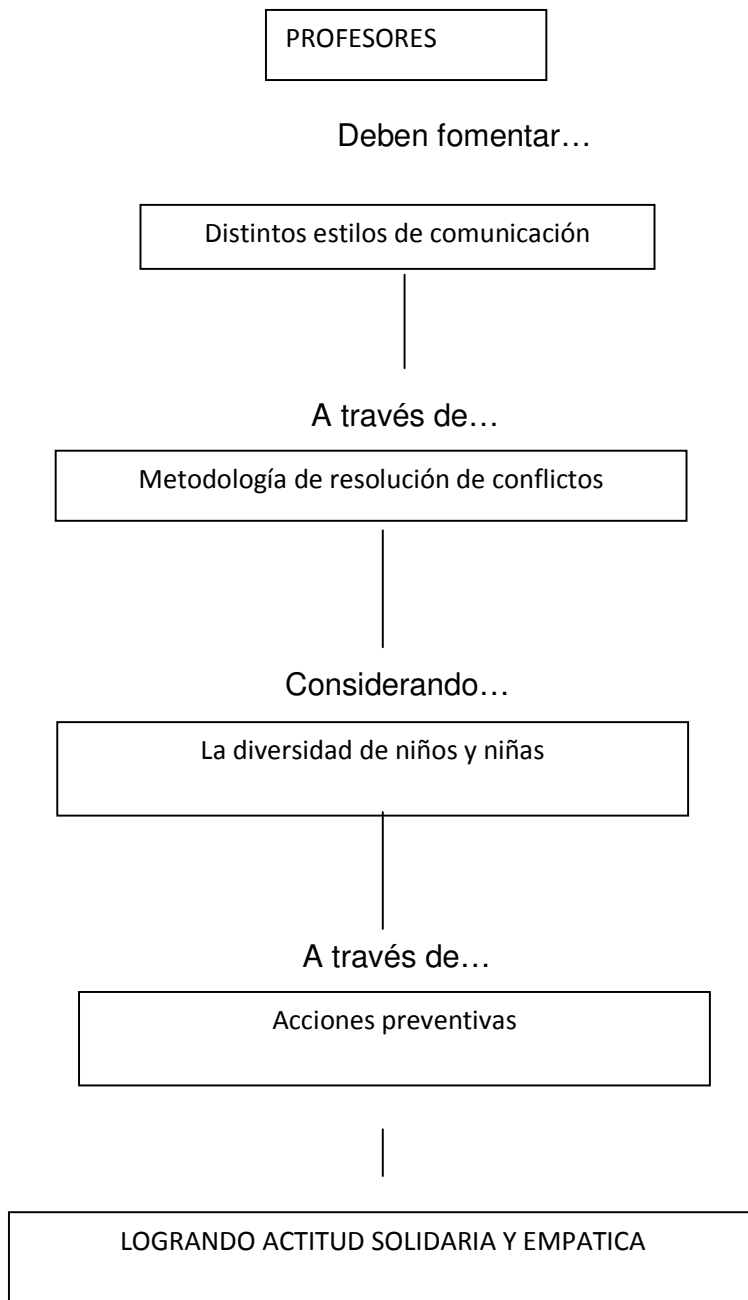 PROFESORES
Deben fomentar…
Distintos estilos de comunicación
A través de…
Metodología de resolución de conflictos
Considerando…
La diversidad de niños y niñas
A través de…
Acciones preventivas
LOGRANDO ACTITUD SOLIDARIA Y EMPATICA